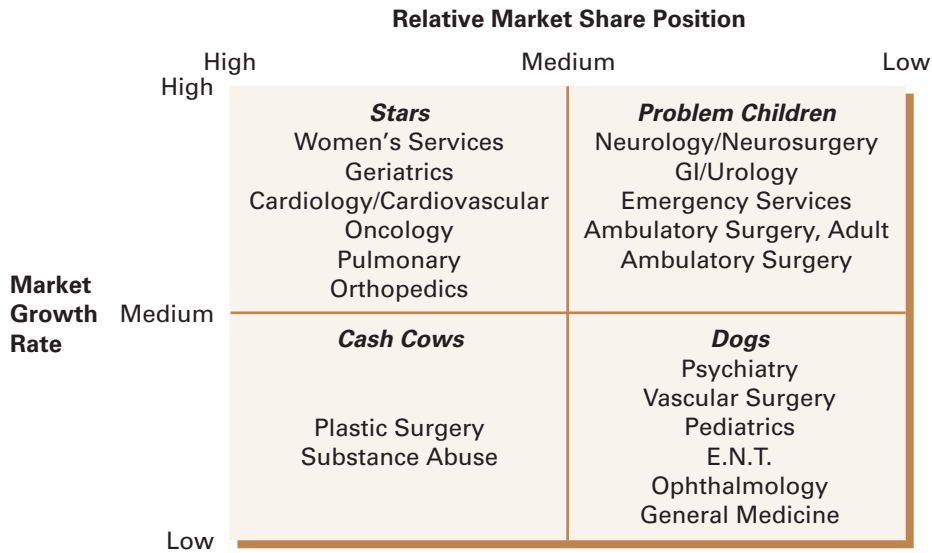 Relative Market Share Position
High Medium Low
High
Stars
Women’s Services
Geriatrics
Cardiology/Cardiovascular
Oncology
Pulmonary
Orthopedics
Problem Children
Neurology/Neurosurgery
GI/Urology
Emergency Services
Ambulatory Surgery, Adult
Ambulatory Surgery
Market
Growth
Rate
Medium
Cash Cows
Plastic Surgery
Substance Abuse
Dogs
Psychiatry
Vascular Surgery
Pediatrics
E.N.T.
Ophthalmology
General Medicine
Low